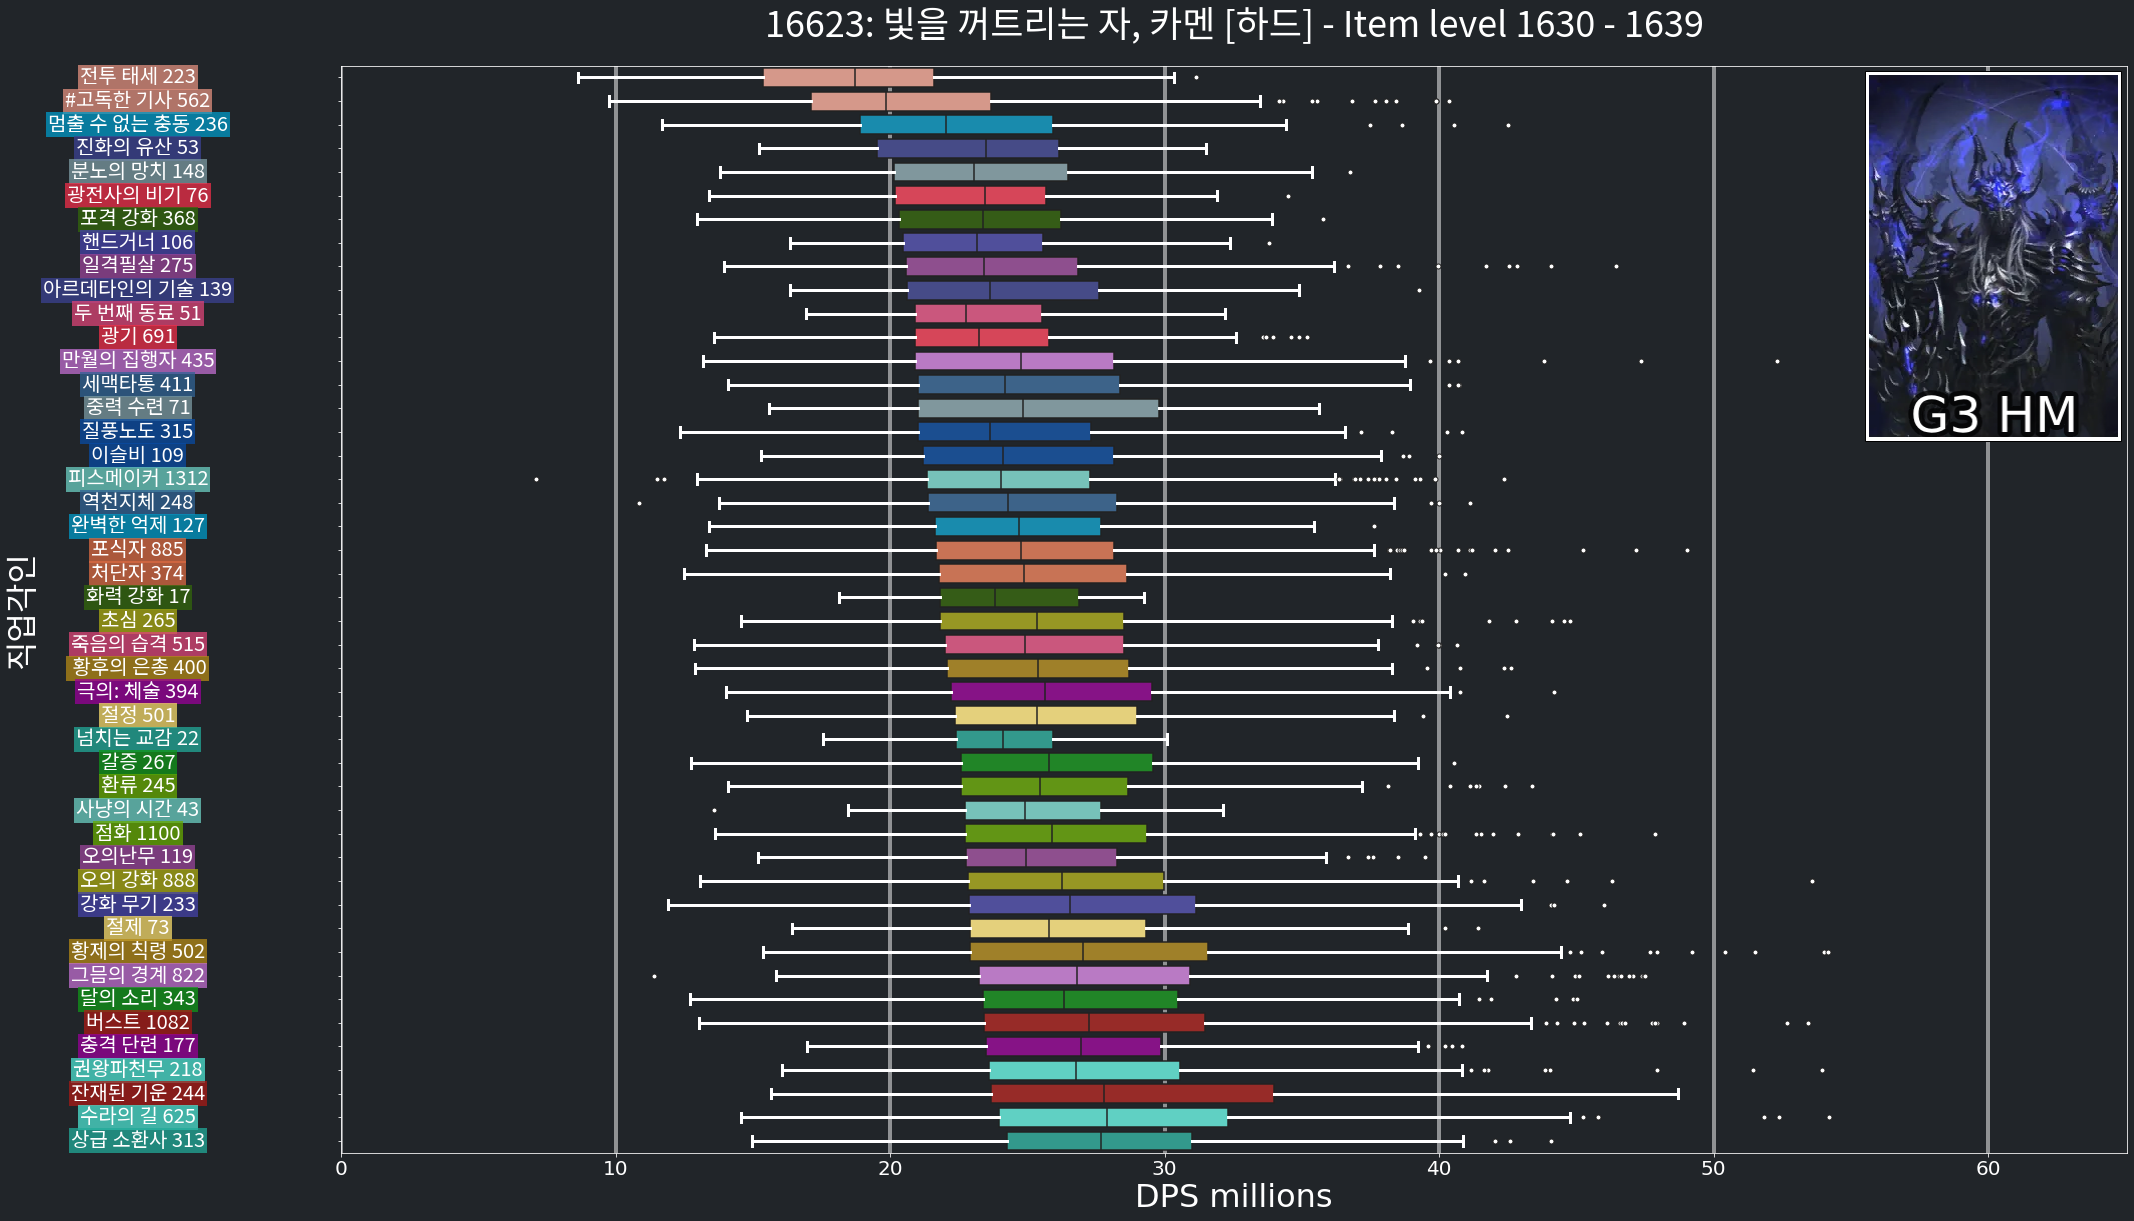 16623: 빛을 꺼트리는 자, 카멘 [하드] - Item level 1630 - 1639
전투 태세 223
#고독한 기사 562
멈출 수 없는 충동 236
진화의 유산 53
분노의 망치 148
광전사의 비기 76
포격 강화 368
핸드거너 106
일격필살 275
아르데타인의 기술 139
두 번째 동료 51
광기 691
만월의 집행자 435
세맥타통 411
중력 수련 71
질풍노도 315
이슬비 109
피스메이커 1312
역천지체 248
완벽한 억제 127
포식자 885
처단자 374
화력 강화 17
초심 265
죽음의 습격 515
황후의 은총 400
극의: 체술 394
절정 501
넘치는 교감 22
갈증 267
환류 245
사냥의 시간 43
점화 1100
오의난무 119
오의 강화 888
강화 무기 233
절제 73
황제의 칙령 502
그믐의 경계 822
달의 소리 343
버스트 1082
충격 단련 177
권왕파천무 218
잔재된 기운 244
수라의 길 625
상급 소환사 313
직업각인
G3 HM
0 10 20 30 40 50 60
DPS millions